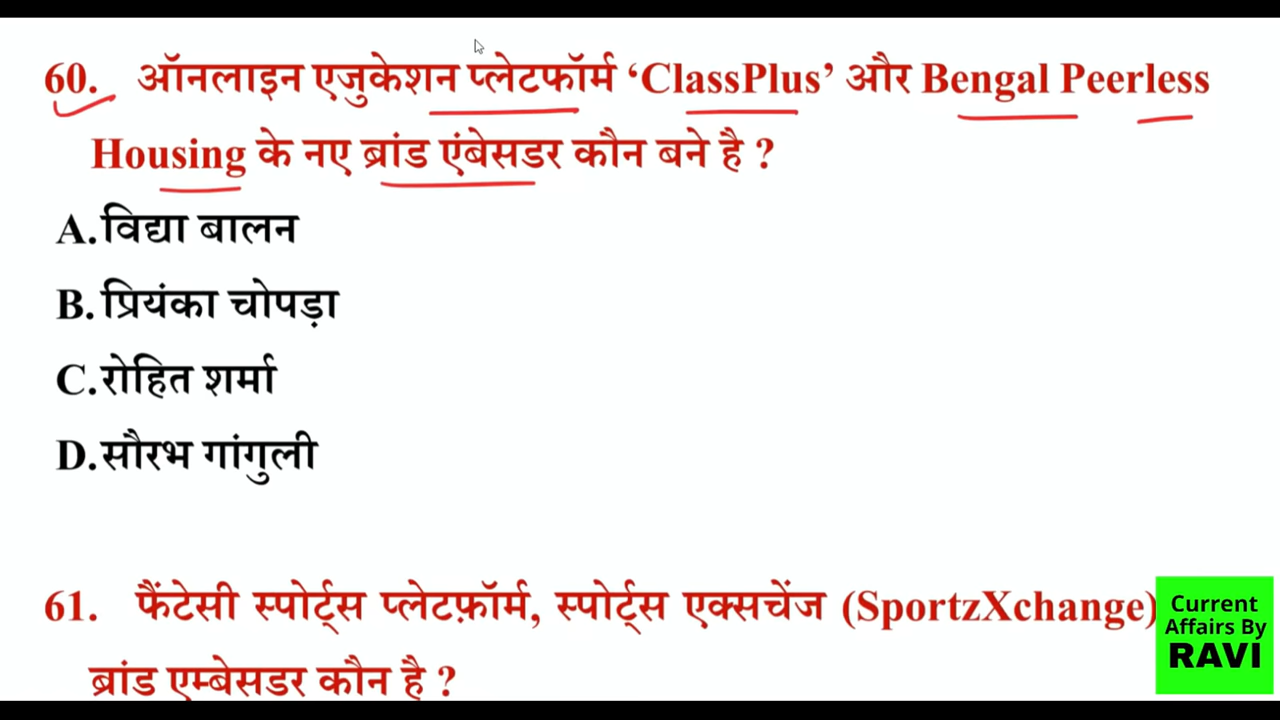 60. ऑनलाइन एजुकेशन प्लेटफॉर्म ‘ClassPlus’ और Bengal Peerless
Housing के नए ब्रांड एंबेसडर कौन बने है ?
A.विद्या बालन
B.प्रियंका चोपड़ा
C.रोहित शर्मा
D.सौरभ गांगुली
61. फैंटेसी स्पोर्ट्स प्लेटफ़ॉर्म, स्पोर्ट्स एक्सचेंज (SportzXchange)
ब्रांड एम्बेसडर कौन है ?
Current
Affairs By
RAVI